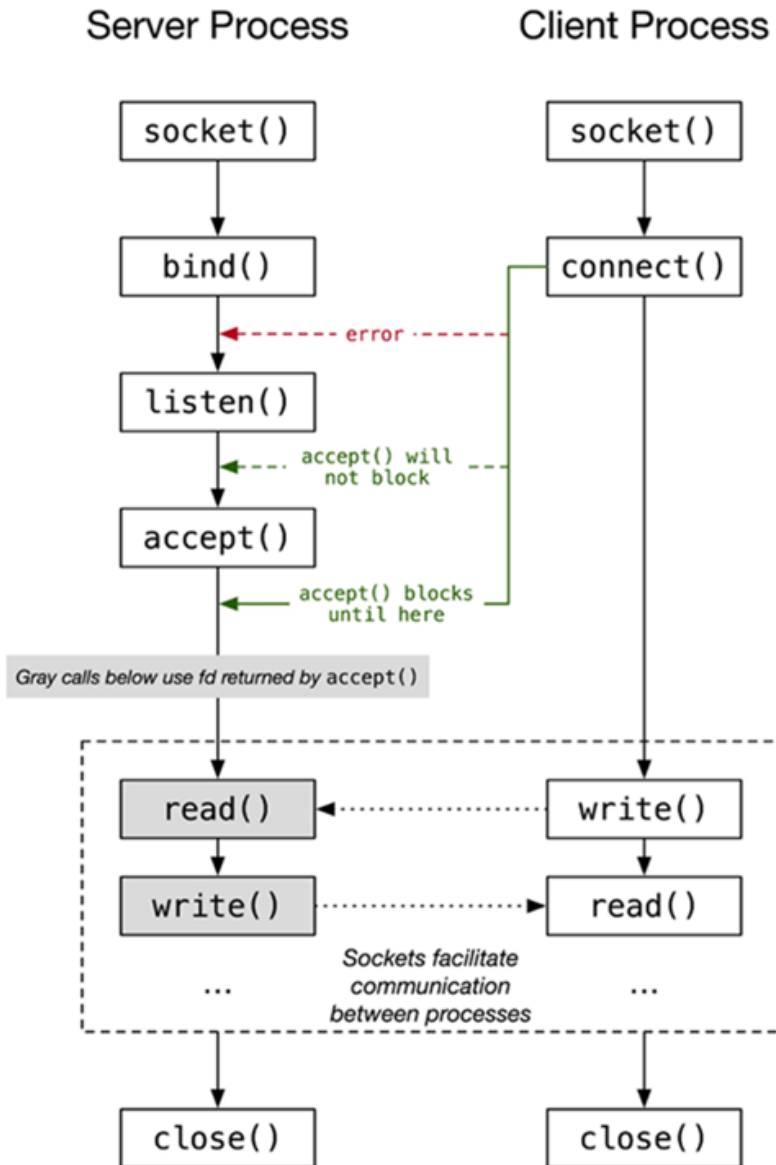 Server Process
Client Process
socket()
socket()
bind()
connect()
error
listen()
accept() will
not block
accept()
accept() blocks
until here
Gray calls below use fd returned by accept()
read()
write()
write()
read()
Sockets facilitate
communication
between processes
...
...
close()
close()